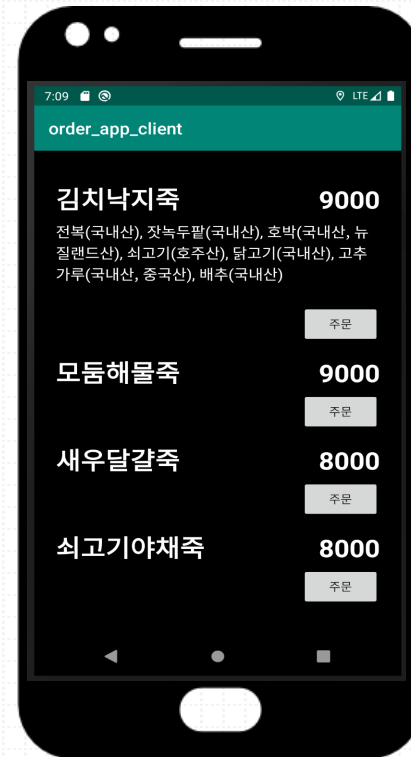 7:09 LTE
order_app_client
김치낙지죽 9000
전복(국내산), 잣녹두팥(국내산), 호박(국내산, 뉴
질랜드산), 쇠고기(호주산), 닭고기(국내산), 고추
가루(국내산, 중국산), 배추(국내산)
주문
모둠해물죽 9000
주문
새우달걀죽 8000
주문
쇠고기야채죽 8000
주문